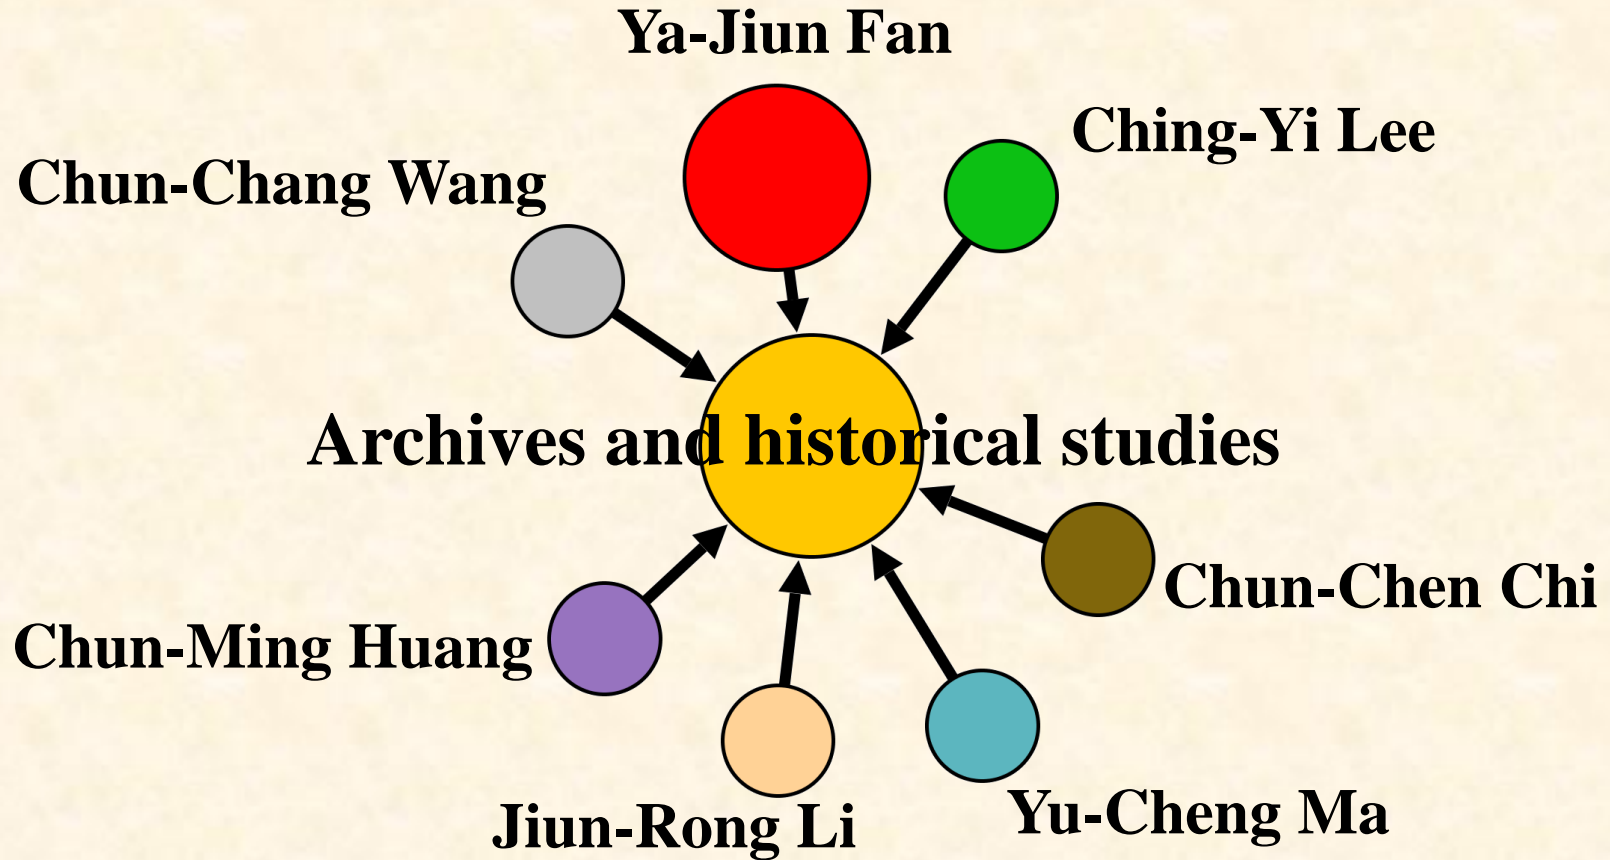 Ya-Jiun Fan
Ching-Yi Lee
Chun-Chang Wang
Archives and historical studies
Chun-Chen Chi
Chun-Ming Huang
Yu-Cheng Ma
Jiun-Rong Li